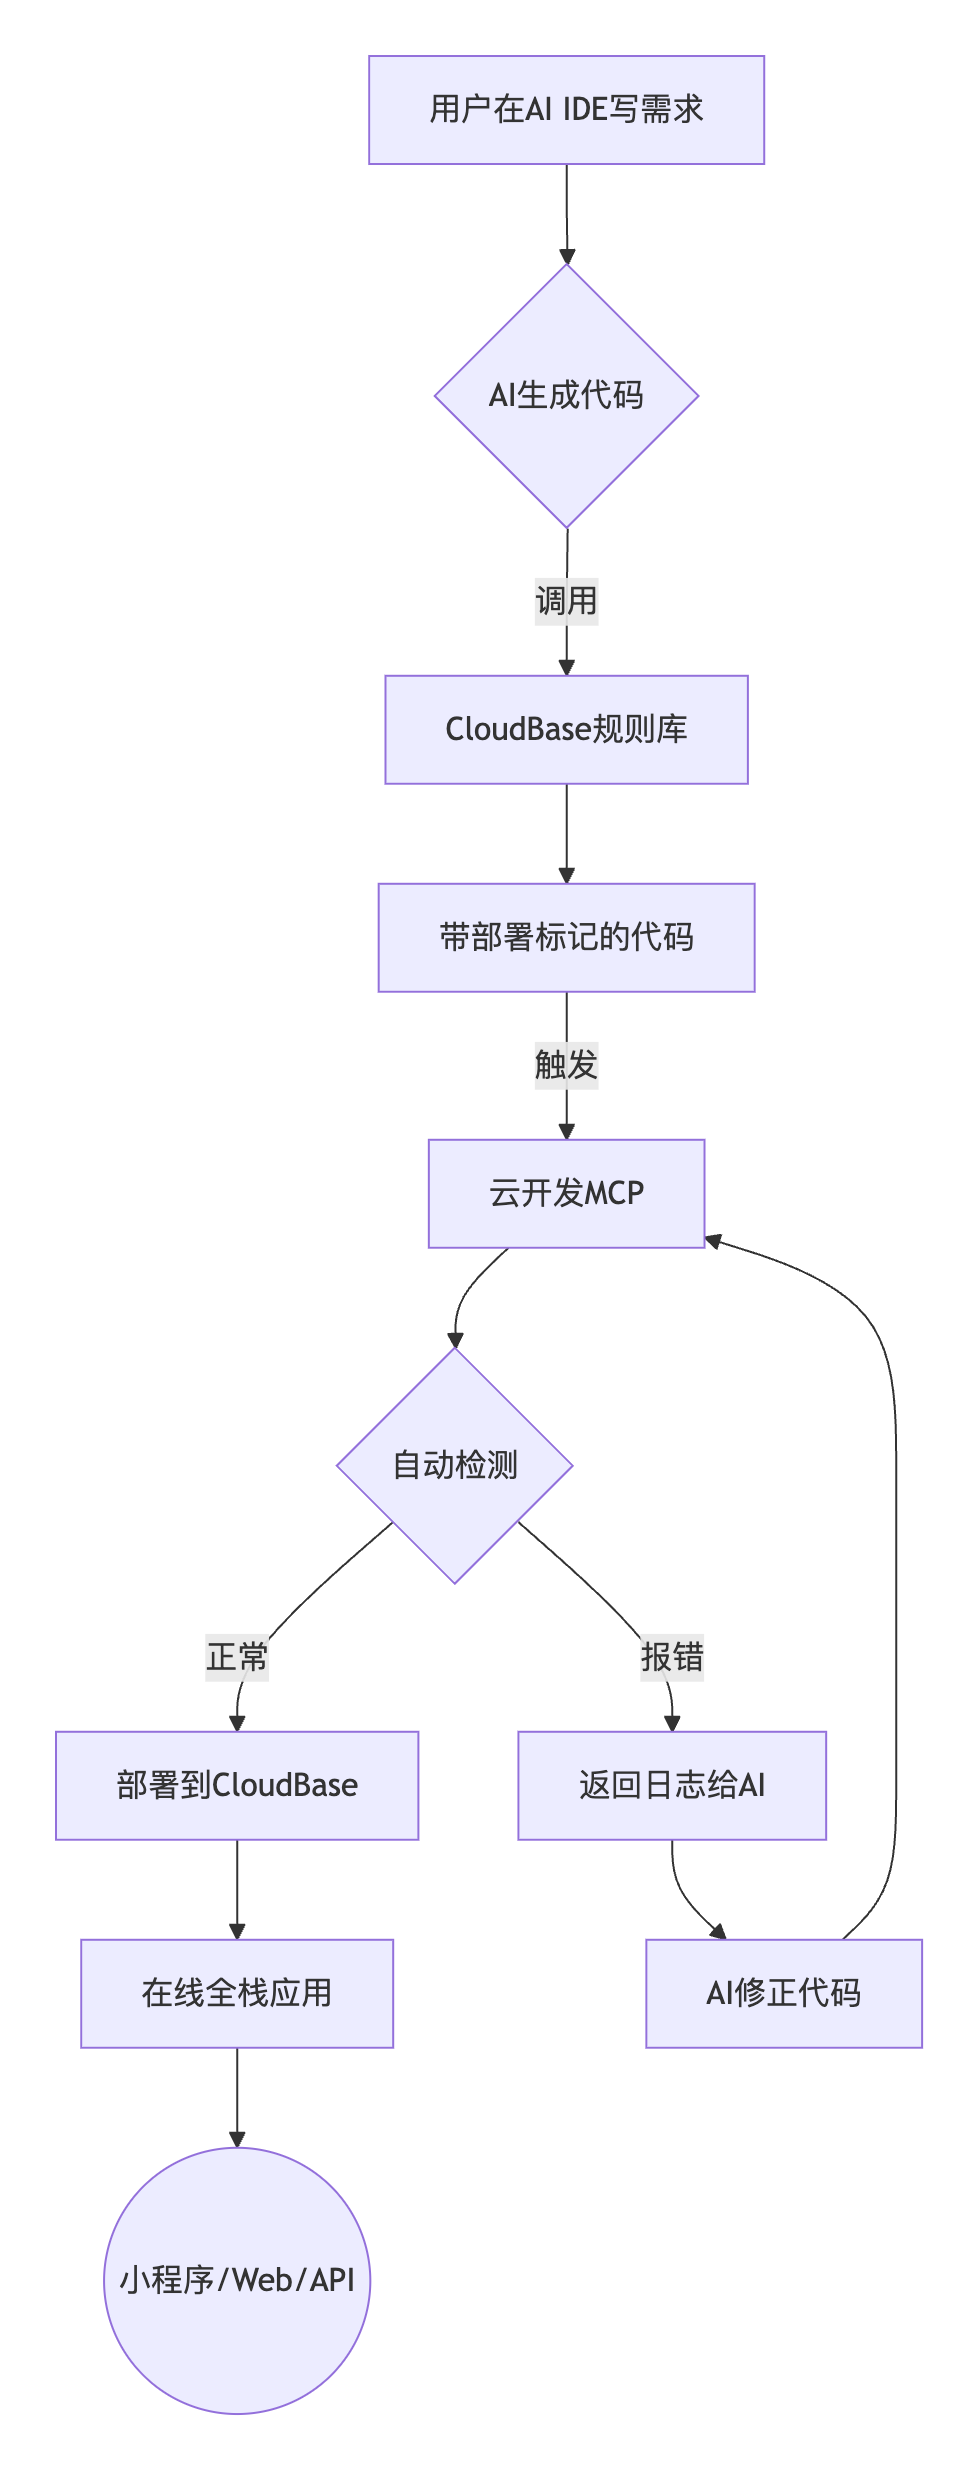 用户在AI IDE写需求
AI生成代码
调用
CloudBase规则库
带部署标记的代码
触发
云开发MCP
自动检测
正常
报错
部署到CloudBase
返回日志给AI
在线全栈应用
AI修正代码
小程序/Web/API